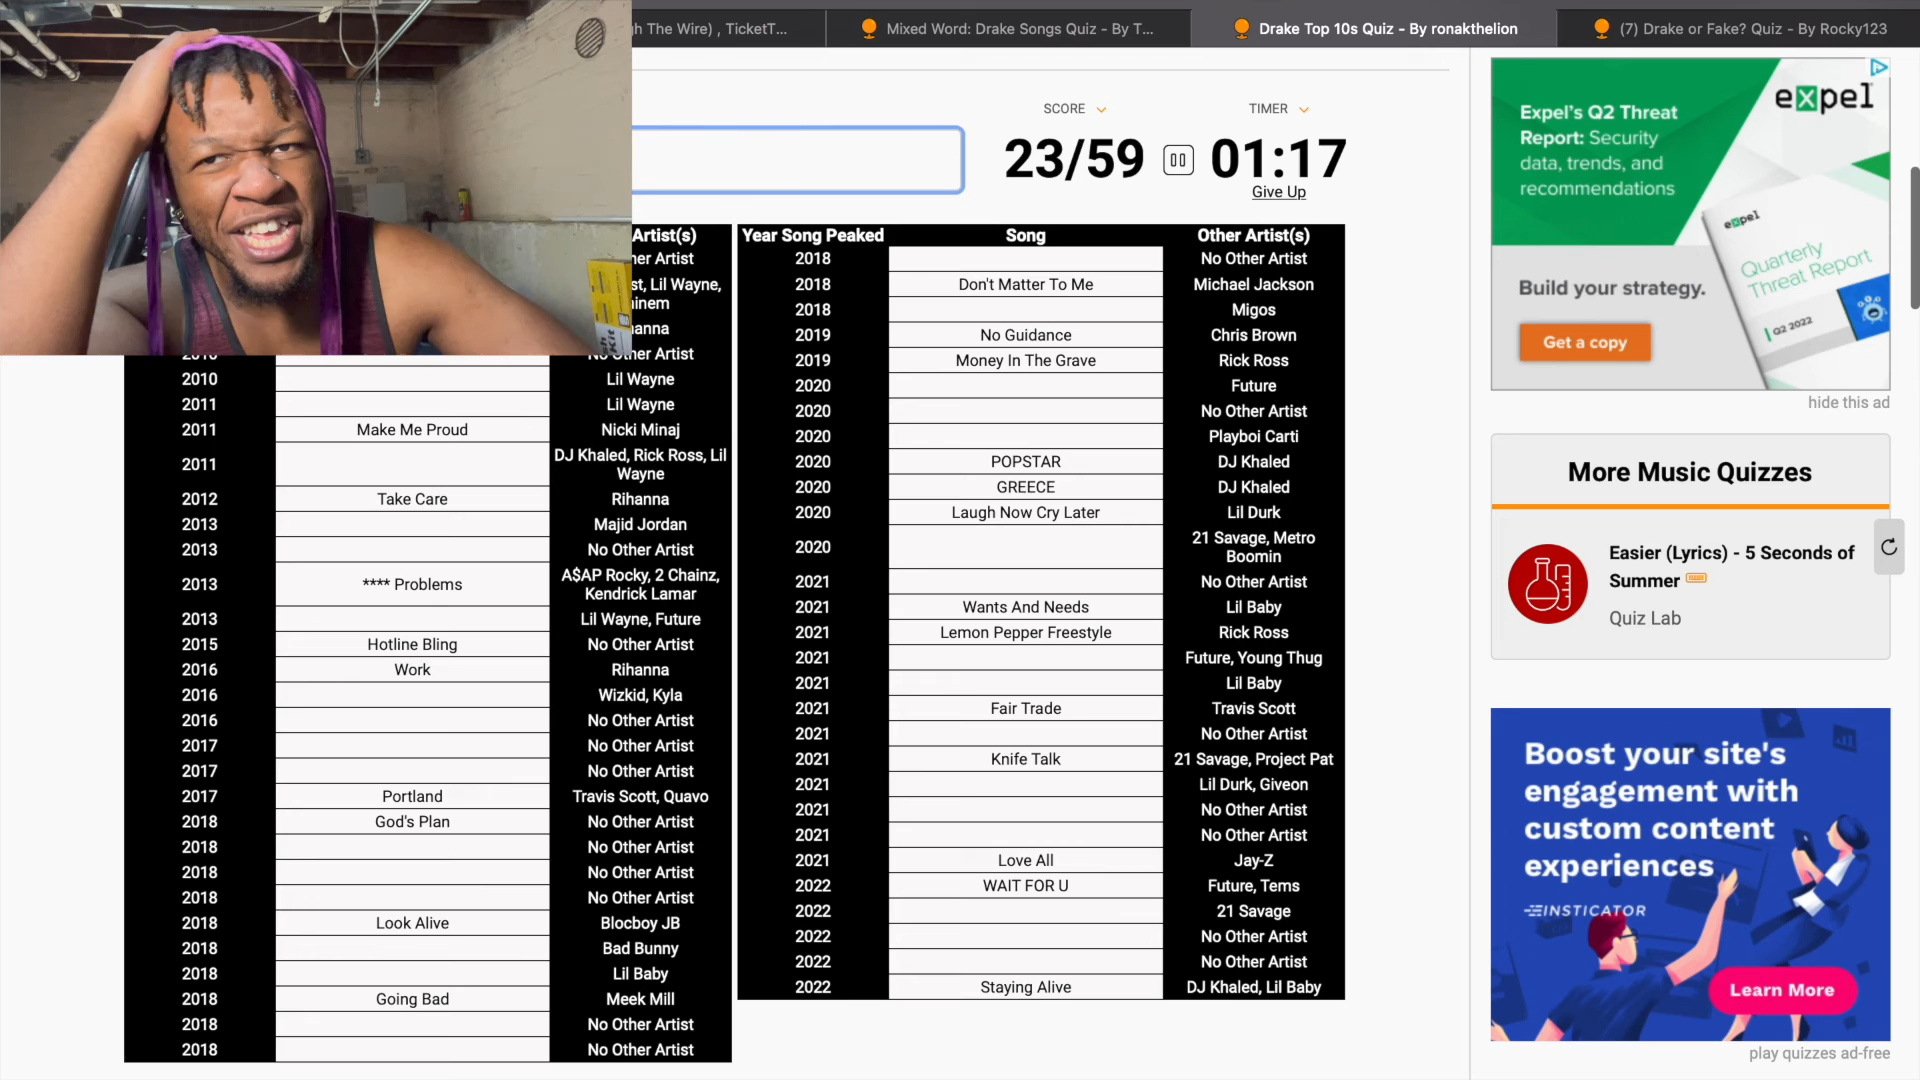 gh The Wire) , TicketT...
Mixed Word: Drake Songs Quiz - By T...
Drake Top 10s Quiz - By ronakthelion
(7) Drake or Fake? Quiz - By Rocky123
SCORE
TIMER
23/59
01:17
Give Up
Artist(s)
her Artist
st, Lil Wayne,
inem
anna
No Other Artist
2010 Lil Wayne
2011 Lil Wayne
2011 Make Me Proud Nicki Minaj
2011 DJ Khaled, Rick Ross, Lil
Wayne
2012 Take Care Rihanna
2013 Majid Jordan
2013 No Other Artist
2013 **** Problems A$AP Rocky, 2 Chainz,
Kendrick Lamar
2013 Lil Wayne, Future
2015 Hotline Bling No Other Artist
2016 Work Rihanna
2016 Wizkid, Kyla
2016 No Other Artist
2017 No Other Artist
2017 No Other Artist
2017 Portland Travis Scott, Quavo
2018 God's Plan No Other Artist
2018 No Other Artist
2018 No Other Artist
2018 No Other Artist
2018 Look Alive Blocboy JB
2018 Bad Bunny
2018 Lil Baby
2018 Going Bad Meek Mill
2018 No Other Artist
2018 No Other Artist
Year Song Peaked Song Other Artist(s)
2018 No Other Artist
2018 Don't Matter To Me Michael Jackson
2018 Migos
2019 No Guidance Chris Brown
2019 Money In The Grave Rick Ross
2020 Future
2020 No Other Artist
2020 Playboi Carti
2020 POPSTAR DJ Khaled
2020 GREECE DJ Khaled
2020 Laugh Now Cry Later Lil Durk
2020 21 Savage, Metro
Boomin
2021 No Other Artist
2021 Wants And Needs Lil Baby
2021 Lemon Pepper Freestyle Rick Ross
2021 Future, Young Thug
2021 Lil Baby
2021 Fair Trade Travis Scott
2021 No Other Artist
2021 Knife Talk 21 Savage, Project Pat
2021 Lil Durk, Giveon
2021 No Other Artist
2021 No Other Artist
2021 Love All Jay-Z
2022 WAIT FOR U Future, Tems
2022 21 Savage
2022 No Other Artist
2022 No Other Artist
2022 Staying Alive DJ Khaled, Lil Baby
expel
Expel's Q2 Threat
Report: Security
data, trends, and
recommendations
expel
Quarterly
Threat Report
Q2 2022
Build your strategy.
Get a copy
hide this ad
More Music Quizzes
Easier (Lyrics) - 5 Seconds of
Summer
Quiz Lab
Boost your site's
engagement with
custom content
experiences
INSTICATOR
Learn More
play quizzes ad-free